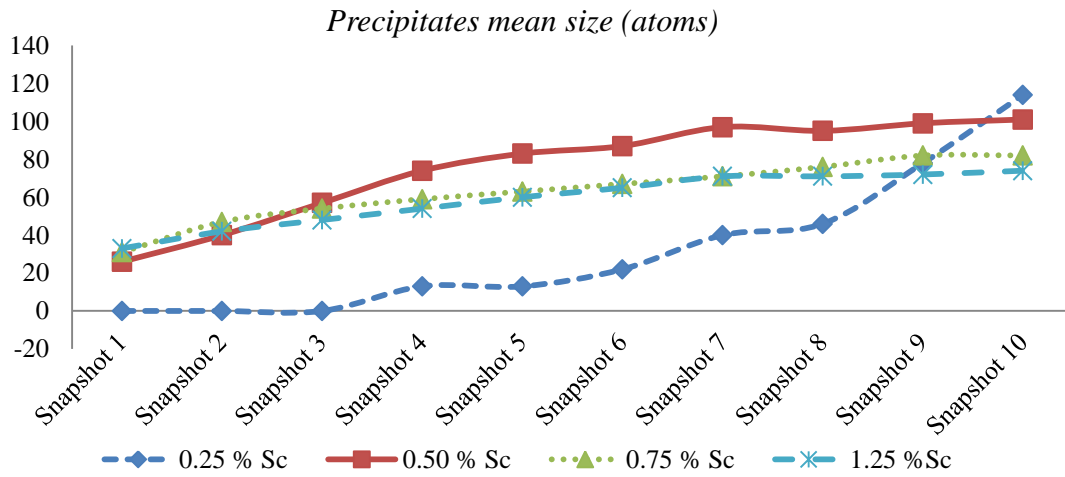 Precipitates mean size (atoms)
140
120
100
80
60
40
20
0
-20
Snapshot 1
Snapshot 2
Snapshot 3
Snapshot 4
Snapshot 5
Snapshot 6
Snapshot 7
Snapshot 8
Snapshot 9
Snapshot 10
0.25 % Sc
0.50 % Sc
0.75 % Sc
1.25 %Sc